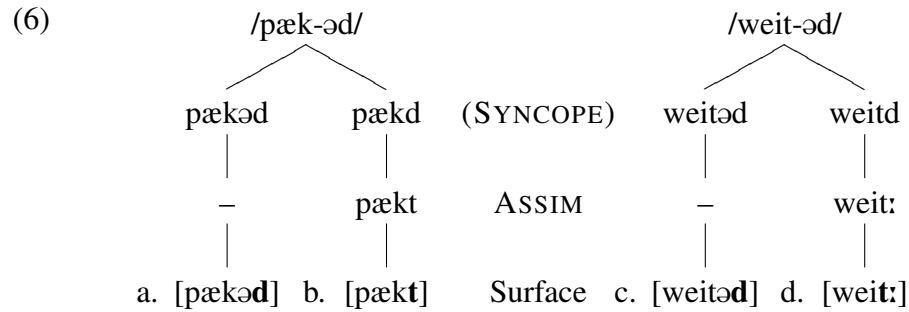 (6) /pæk-əd/ /weit-əd/
pækəd pækd (SYNCOPE) weitəd weitd
– pækt ASSIM – weitː
a. [pækəd] b. [pækt] Surface c. [weitəd] d. [weitː]